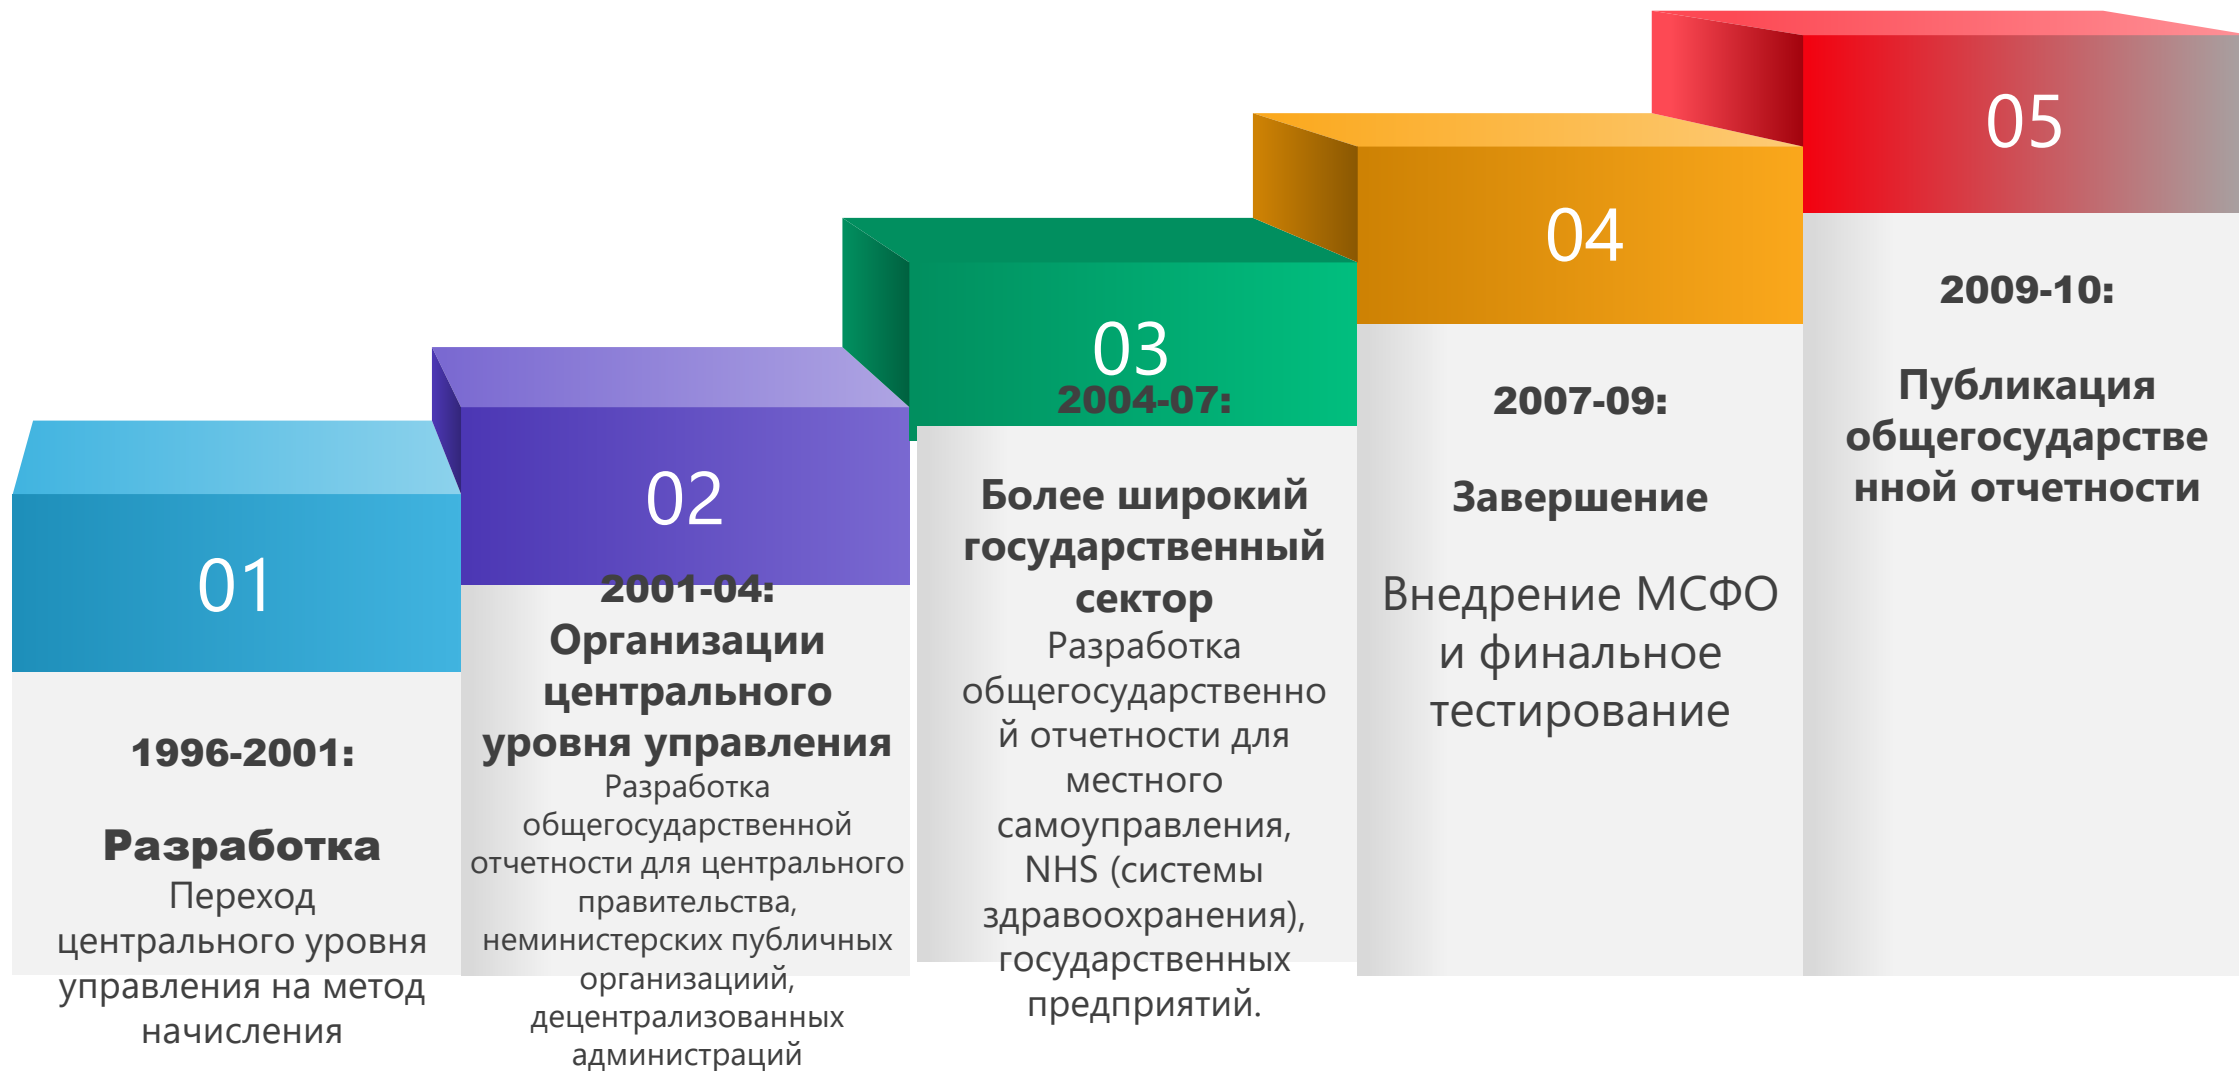 01
1996-2001:
Разработка
Переход
центрального уровня
управления на метод
начисления
02
2001-04:
Организации
центрального
уровня управления
Разработка
общегосударственной
отчетности для центрального
правительства,
неминистерских публичных
организациий,
децентрализованных
администраций
03
2004-07:
Более широкий
государственный
сектор
Разработка
общегосударственно
й отчетности для
местного
самоуправления,
NHS (системы
здравоохранения),
государственных
предприятий.
04
2007-09:
Завершение
Внедрение МСФО
и финальное
тестирование
05
2009-10:
Публикация
общегосударстве
нной отчетности